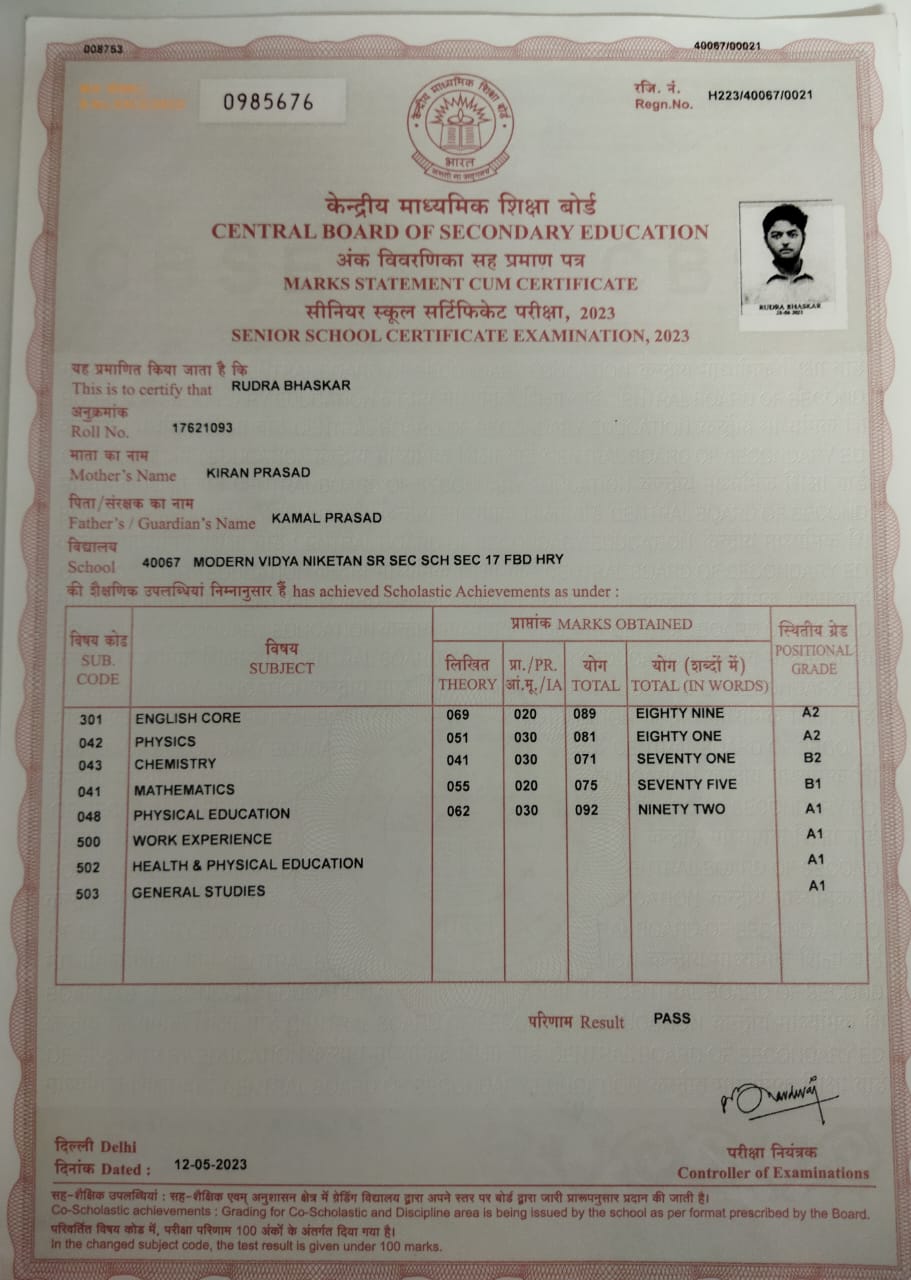 008753
40067/00021
0985676
रजि. नं.
Regn.No. H223/40067/0021
केन्द्रीय माध्यमिक शिक्षा बोर्ड
भारत
असतो मा सद्गमय
केन्द्रीय माध्यमिक शिक्षा बोर्ड
CENTRAL BOARD OF SECONDARY EDUCATION
अंक विवरणिका सह प्रमाण पत्र
MARKS STATEMENT CUM CERTIFICATE
सीनियर स्कूल सर्टिफिकेट परीक्षा, 2023
SENIOR SCHOOL CERTIFICATE EXAMINATION, 2023
RUDRA BHASKAR
यह प्रमाणित किया जाता है कि
This is to certify that RUDRA BHASKAR
अनुक्रमांक
Roll No. 17621093
माता का नाम
Mother's Name KIRAN PRASAD
पिता/संरक्षक का नाम
Father's / Guardian's Name KAMAL PRASAD
विद्यालय
School 40067 MODERN VIDYA NIKETAN SR SEC SCH SEC 17 FBD HRY
की शैक्षणिक उपलब्धियां निम्नानुसार हैं has achieved Scholastic Achievements as under :
विषय कोड SUB. CODE विषय SUBJECT प्राप्तांक MARKS OBTAINED स्थितीय ग्रेड POSITIONAL GRADE
लिखित THEORY प्रा./PR. आं.मू./IA योग TOTAL योग (शब्दों में) TOTAL (IN WORDS)
301 ENGLISH CORE 069 020 089 EIGHTY NINE A2
042 PHYSICS 051 030 081 EIGHTY ONE A2
043 CHEMISTRY 041 030 071 SEVENTY ONE B2
041 MATHEMATICS 055 020 075 SEVENTY FIVE B1
048 PHYSICAL EDUCATION 062 030 092 NINETY TWO A1
500 WORK EXPERIENCE A1
502 HEALTH & PHYSICAL EDUCATION A1
503 GENERAL STUDIES A1
परिणाम Result PASS
दिल्ली Delhi
दिनांक Dated : 12-05-2023
परीक्षा नियंत्रक
Controller of Examinations
सह-शैक्षिक उपलब्धियां : सह-शैक्षिक एवम् अनुशासन क्षेत्र में ग्रेडिंग विद्यालय द्वारा अपने स्तर पर बोर्ड द्वारा जारी प्रारूपनुसार प्रदान की जाती है।
Co-Scholastic achievements : Grading for Co-Scholastic and Discipline area is being issued by the school as per format prescribed by the Board.
परिवर्तित विषय कोड में, परीक्षा परिणाम 100 अंकों के अंतर्गत दिया गया है।
In the changed subject code, the test result is given under 100 marks.